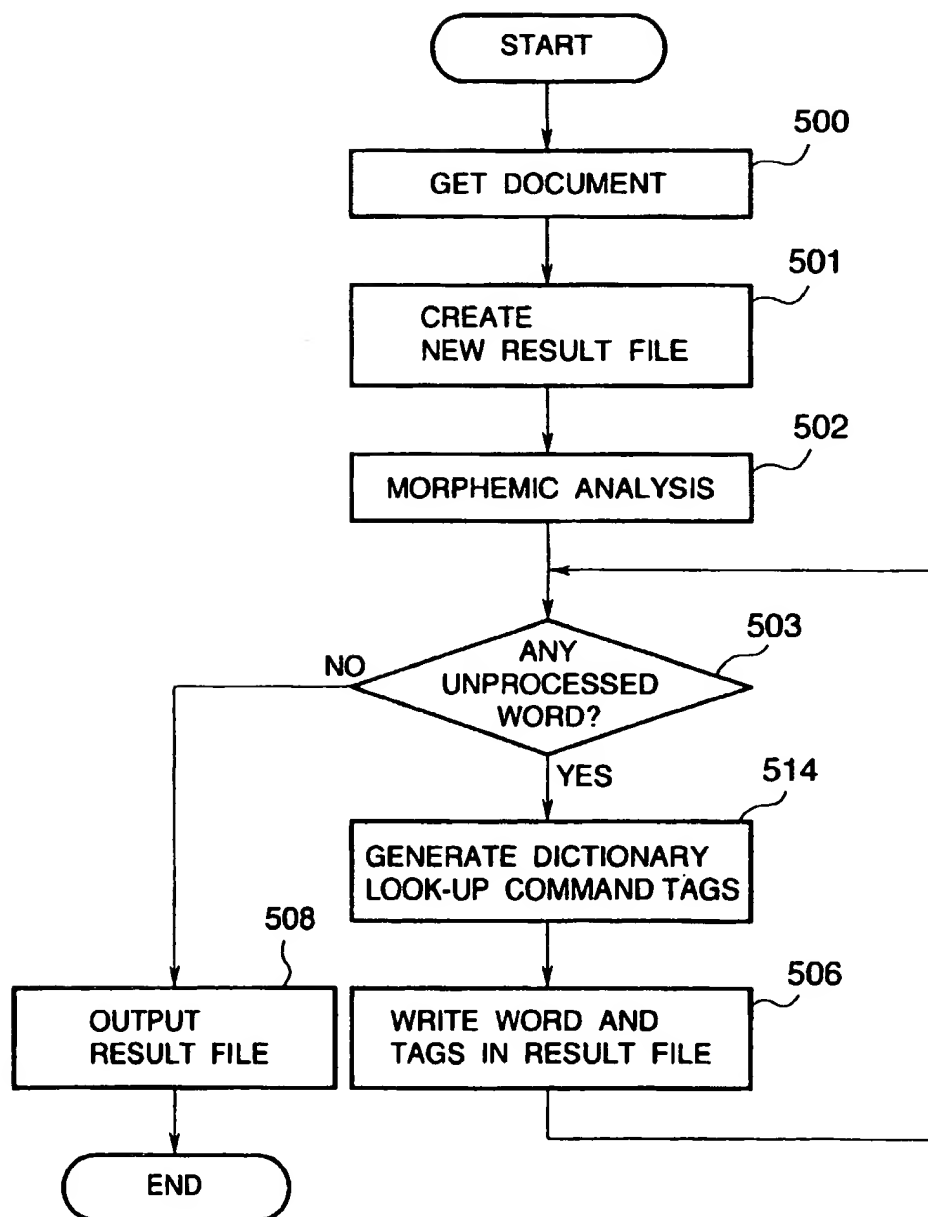 START
500
GET DOCUMENT
501
CREATE
NEW RESULT FILE
502
MORPHEMIC ANALYSIS
503
NO
ANY
UNPROCESSED
WORD?
YES
514
GENERATE DICTIONARY
LOOK-UP COMMAND TAGS
508
506
OUTPUT
RESULT FILE
WRITE WORD AND
TAGS IN RESULT FILE
END